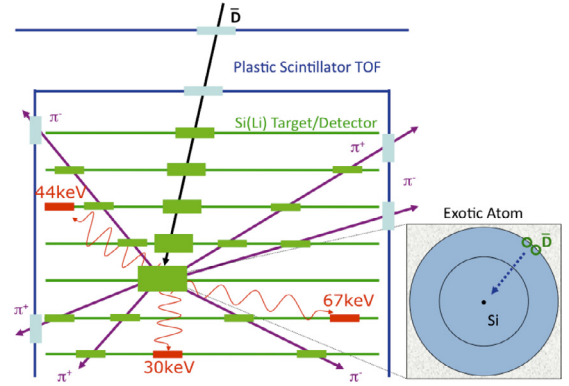 D̄
Plastic Scintillator TOF
π⁻
Si(Li) Target/Detector
π⁺
44keV
π⁻
Exotic Atom
D̄
Si
67keV
π⁺
30keV
π⁺
π⁻